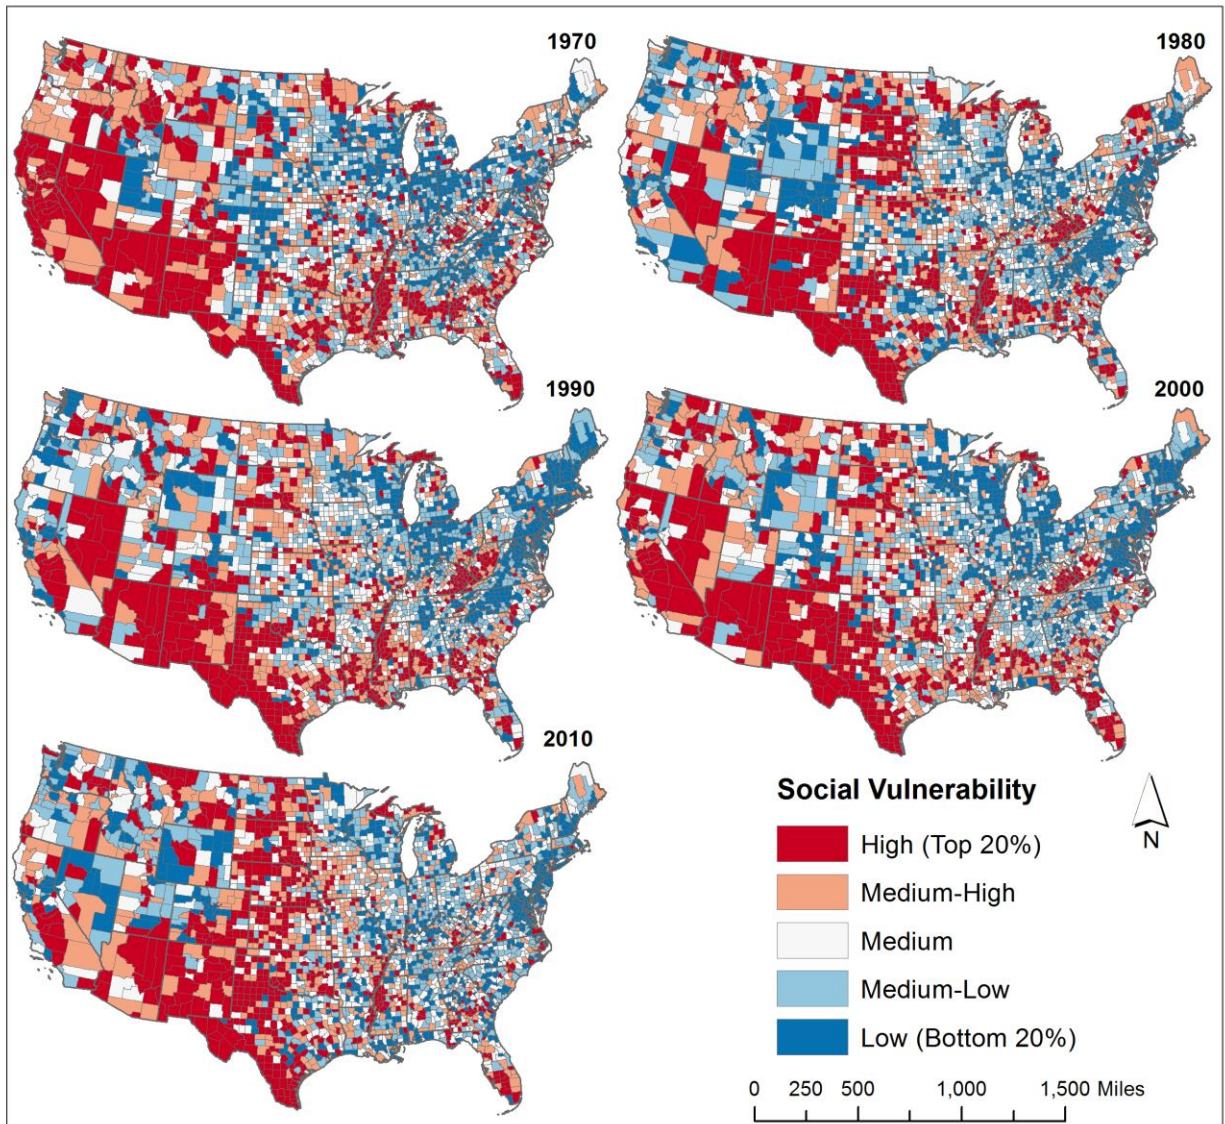 1970
1980
1990
2000
2010
Social Vulnerability
High (Top 20%)
Medium-High
Medium
Medium-Low
Low (Bottom 20%)
N
0 250 500 1,000 1,500 Miles